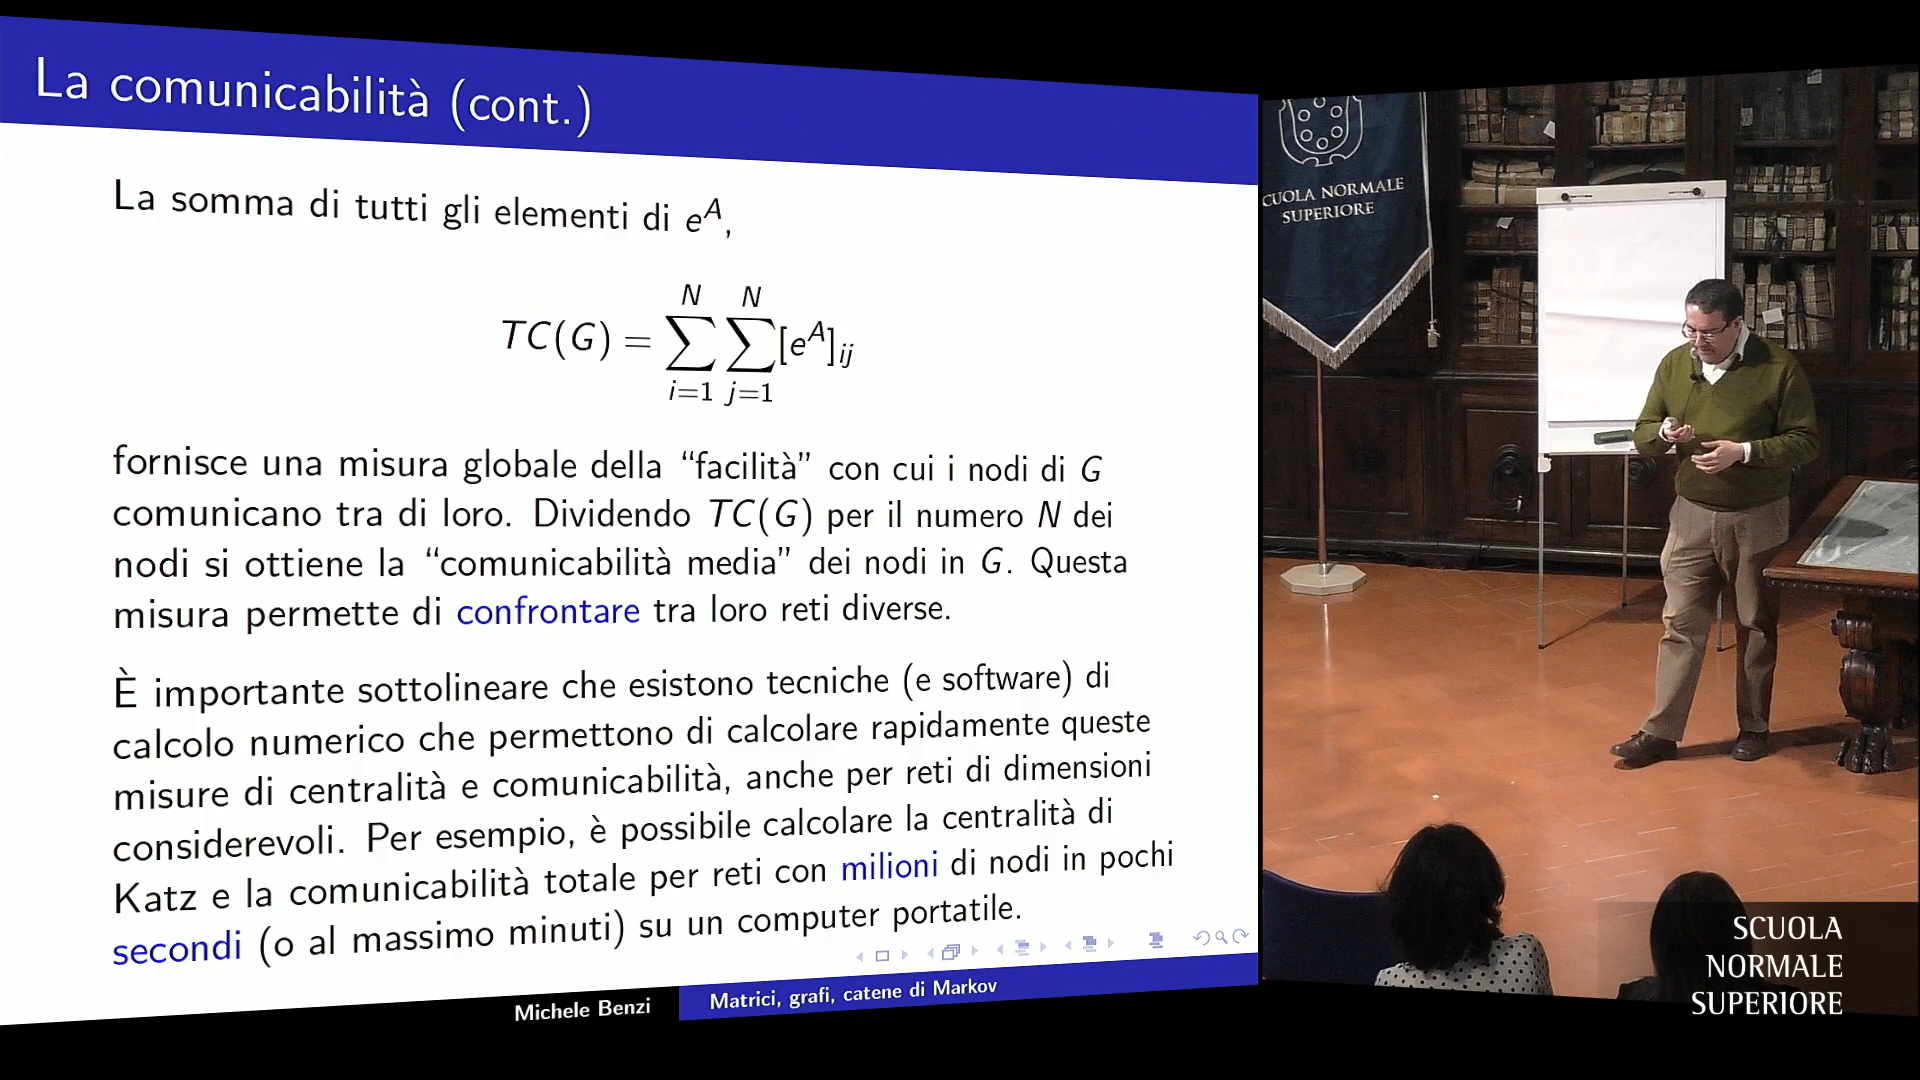 La comunicabilità (cont.)
La somma di tutti gli elementi di e^A,
TC(G) = ∑_{i=1}^{N} ∑_{j=1}^{N} [e^A]_{ij}
fornisce una misura globale della “facilità” con cui i nodi di G
comunicano tra di loro. Dividendo TC(G) per il numero N dei
nodi si ottiene la “comunicabilità media” dei nodi in G. Questa
misura permette di confrontare tra loro reti diverse.
È importante sottolineare che esistono tecniche (e software) di
calcolo numerico che permettono di calcolare rapidamente queste
misure di centralità e comunicabilità, anche per reti di dimensioni
considerevoli. Per esempio, è possibile calcolare la centralità di
Katz e la comunicabilità totale per reti con milioni di nodi in pochi
secondi (o al massimo minuti) su un computer portatile.
Michele Benzi
Matrici, grafi, catene di Markov
CUOLA NORMALE
SUPERIORE
SCUOLA
NORMALE
SUPERIORE